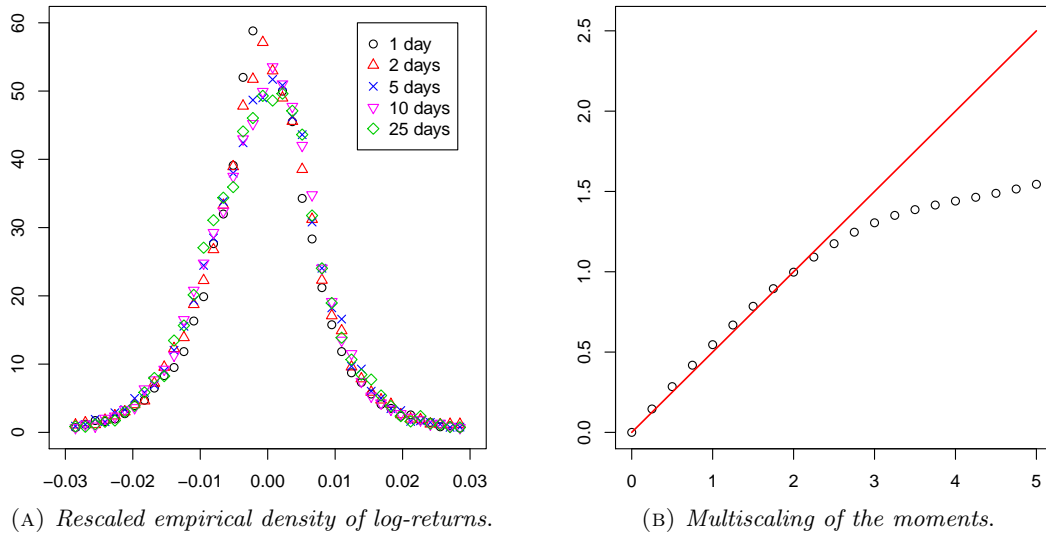 60
50
40
30
20
10
0
−0.03 −0.02 −0.01 0.00 0.01 0.02 0.03
1 day
2 days
5 days
10 days
25 days
(A) Rescaled empirical density of log-returns.
2.5
2.0
1.5
1.0
0.5
0.0
0 1 2 3 4 5
(B) Multiscaling of the moments.